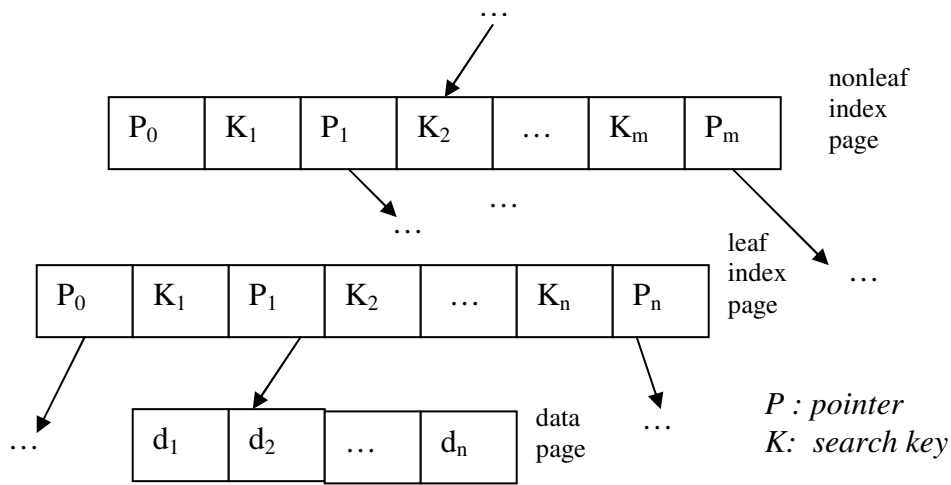 …
P₀ K₁ P₁ K₂ … Kₘ Pₘ
nonleaf
index
page
… …
…
P₀ K₁ P₁ K₂ … Kₙ Pₙ
leaf
index
page
… d₁ d₂ … dₙ
data
page
…
P : pointer
K: search key